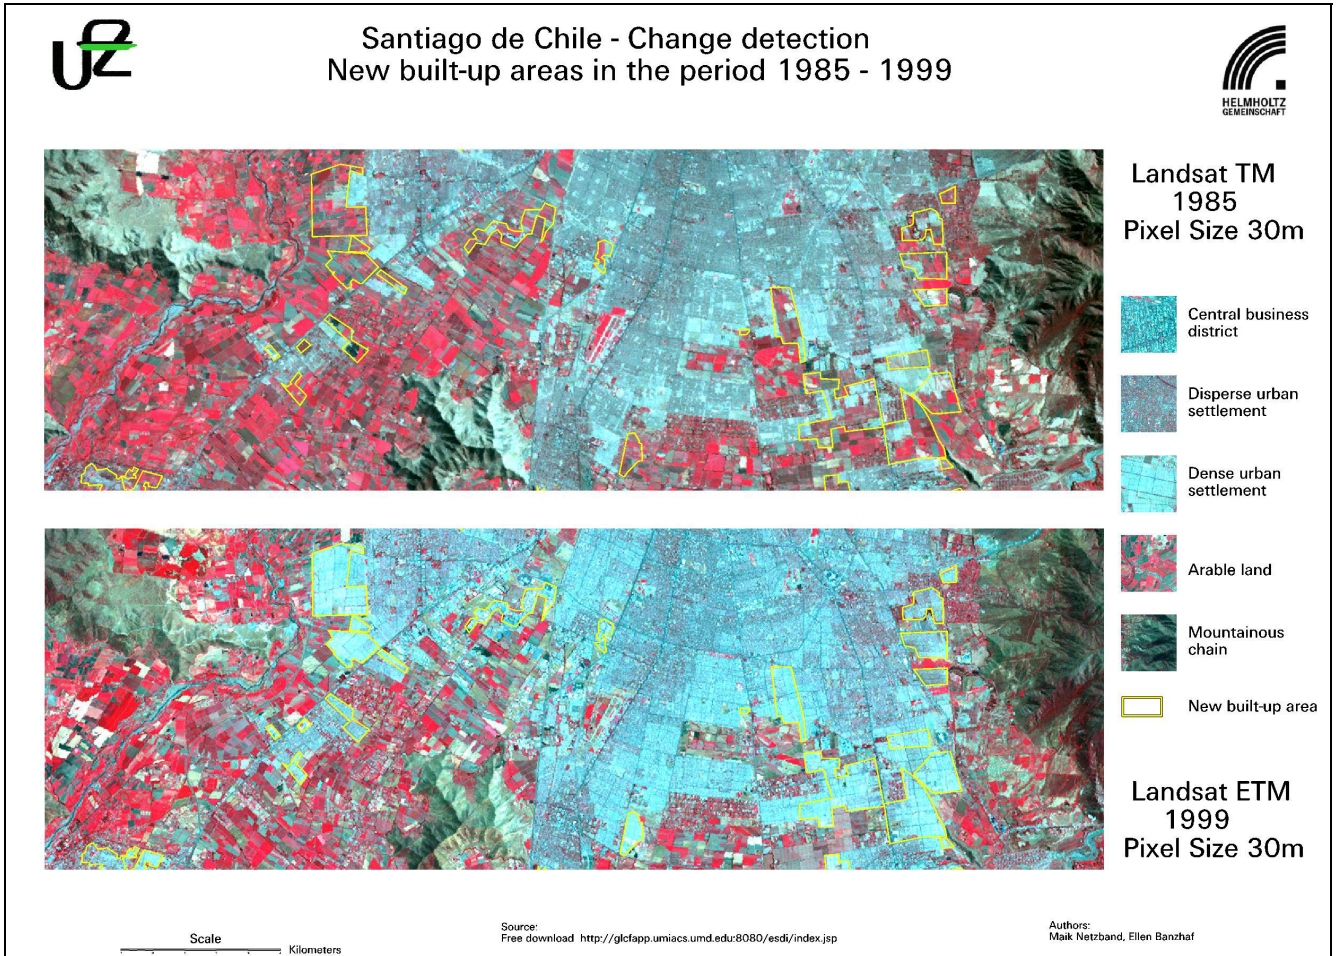 UFZ
Santiago de Chile - Change detection
New built-up areas in the period 1985 - 1999
HELMHOLTZ
GEMEINSCHAFT
Landsat TM
1985
Pixel Size 30m
Central business
district
Disperse urban
settlement
Dense urban
settlement
Arable land
Mountainous
chain
New built-up area
Landsat ETM
1999
Pixel Size 30m
Scale
Kilometers
Source:
Free download http://glcfapp.umiacs.umd.edu:8080/esdi/index.jsp
Authors:
Maik Netzband, Ellen Banzhaf